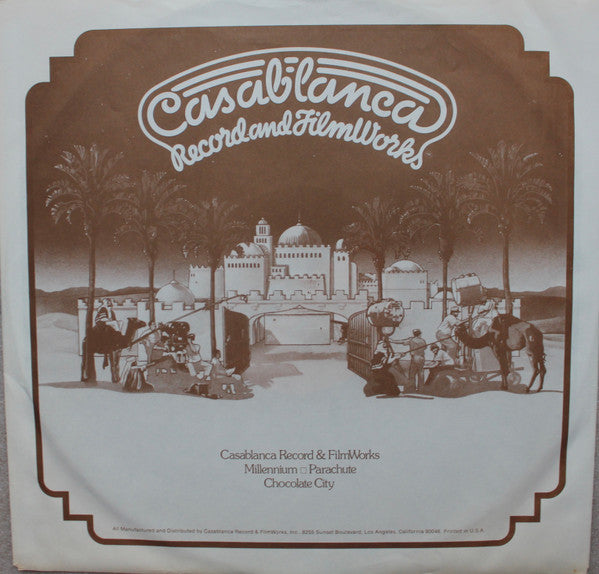 Casablanca
Record and FilmWorks
Casablanca Record & FilmWorks
Millennium □ Parachute
Chocolate City
All Manufactured and Distributed by Casablanca Record & FilmWorks, Inc. 8255 Sunset Boulevard, Los Angeles, California 90046. Printed in U.S.A.